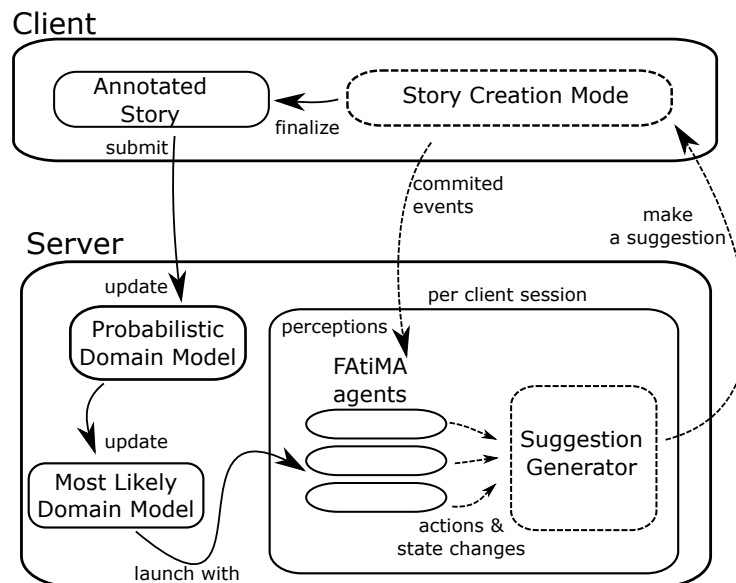 Client
Annotated
Story
Story Creation Mode
finalize
submit
commited
events
make
a suggestion
Server
update
per client session
Probabilistic
Domain Model
perceptions
FAtiMA
agents
update
Suggestion
Generator
Most Likely
Domain Model
actions &
state changes
launch with